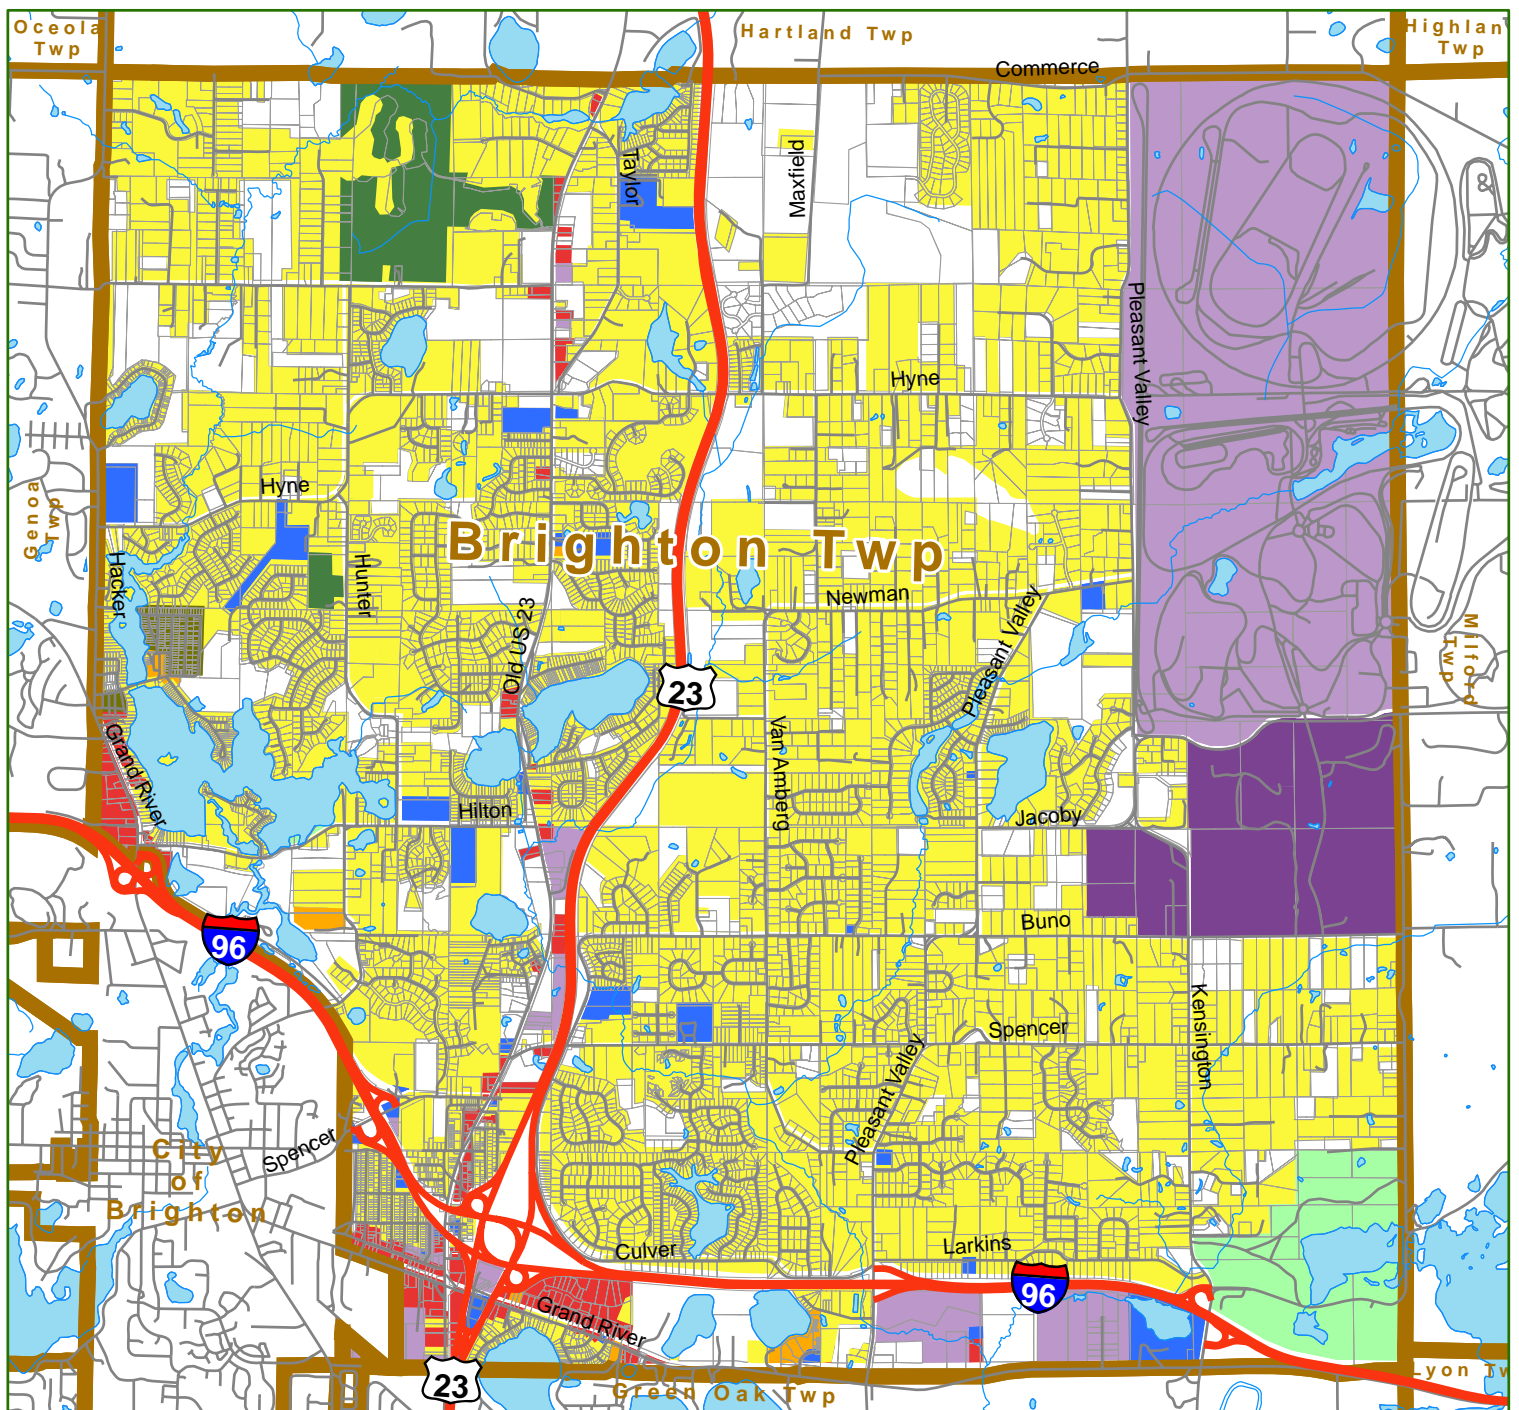 Oceola
Twp
Hartland Twp
Highlan
Twp
Commerce
Taylor
Maxfield
Pleasant Valley
Hyne
Hyne
Genoa
Twp
Brighton Twp
Hacker
Hunter
Newman
Old US-23
Pleasant Valley
Milford
Twp
23
Grand River
Van Amberg
Hilton
Jacoby
Buno
96
Kensington
Spencer
Pleasant Valley
Spencer
City
of
Brighton
Culver
Larkins
96
Grand River
23
Green Oak Twp
Lyon Tw